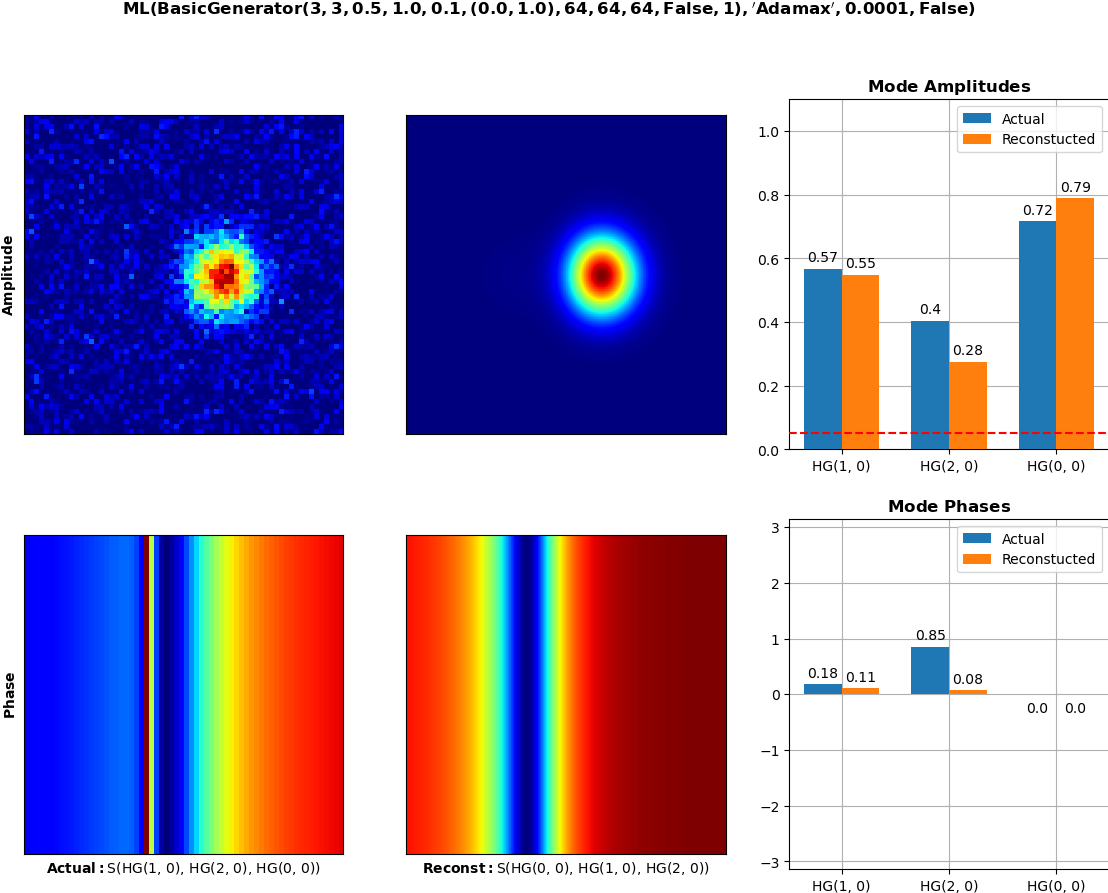 ML(BasicGenerator(3, 3, 0.5, 1.0, 0.1, (0.0, 1.0), 64, 64, 64, False, 1), ′Adamax′, 0.0001, False)
Amplitude
Mode Amplitudes
Actual
Reconstucted
1.0
0.8
0.6
0.4
0.2
0.0
0.57
0.55
0.4
0.28
0.72
0.79
HG(1, 0)
HG(2, 0)
HG(0, 0)
Phase
Actual: S(HG(1, 0), HG(2, 0), HG(0, 0))
Reconst: S(HG(0, 0), HG(1, 0), HG(2, 0))
Mode Phases
Actual
Reconstucted
3
2
1
0
−1
−2
−3
0.18
0.11
0.85
0.08
0.0
0.0
HG(1, 0)
HG(2, 0)
HG(0, 0)